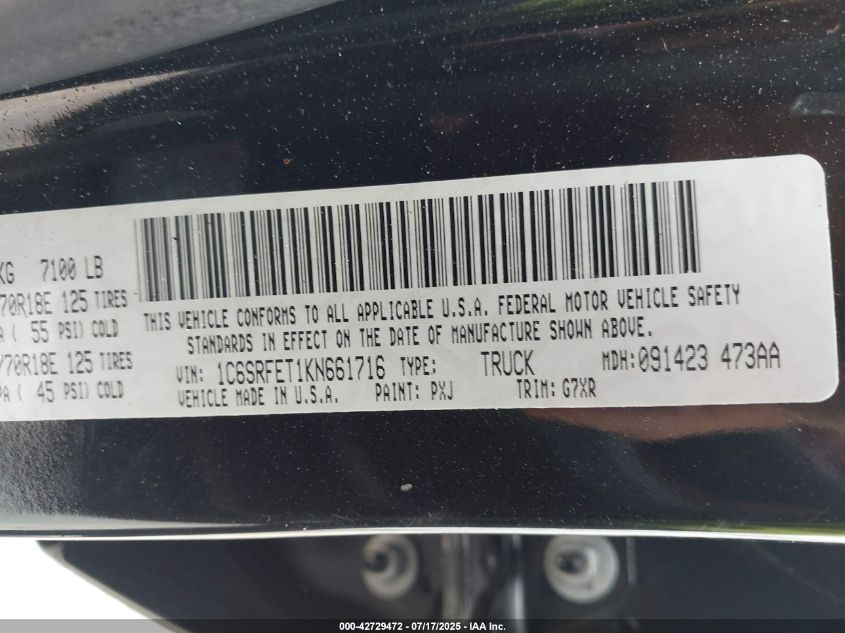 KG 7100 LB
70R18E 125 TIRES
A ( 55 PSI) COLD
/70R18E 125 TIRES
PA ( 45 PSI) COLD
THIS VEHICLE CONFORMS TO ALL APPLICABLE U.S.A. FEDERAL MOTOR VEHICLE SAFETY
STANDARDS IN EFFECT ON THE DATE OF MANUFACTURE SHOWN ABOVE.
VIN: 1C6SRFET1KN661716 TYPE: TRUCK MDH: 091423 473AA
VEHICLE MADE IN U.S.A. PAINT: PXJ TRIM: G7XR
000-42729472 - 07/17/2025 - IAA Inc.